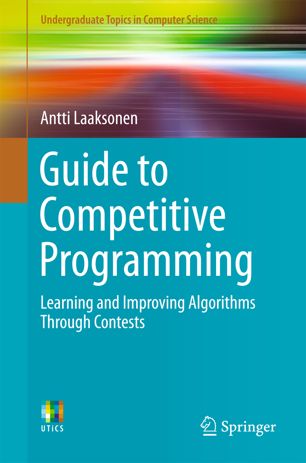 Undergraduate Topics in Computer Science
Antti Laaksonen
Guide to
Competitive
Programming
Learning and Improving Algorithms
Through Contests
UTICS
Springer